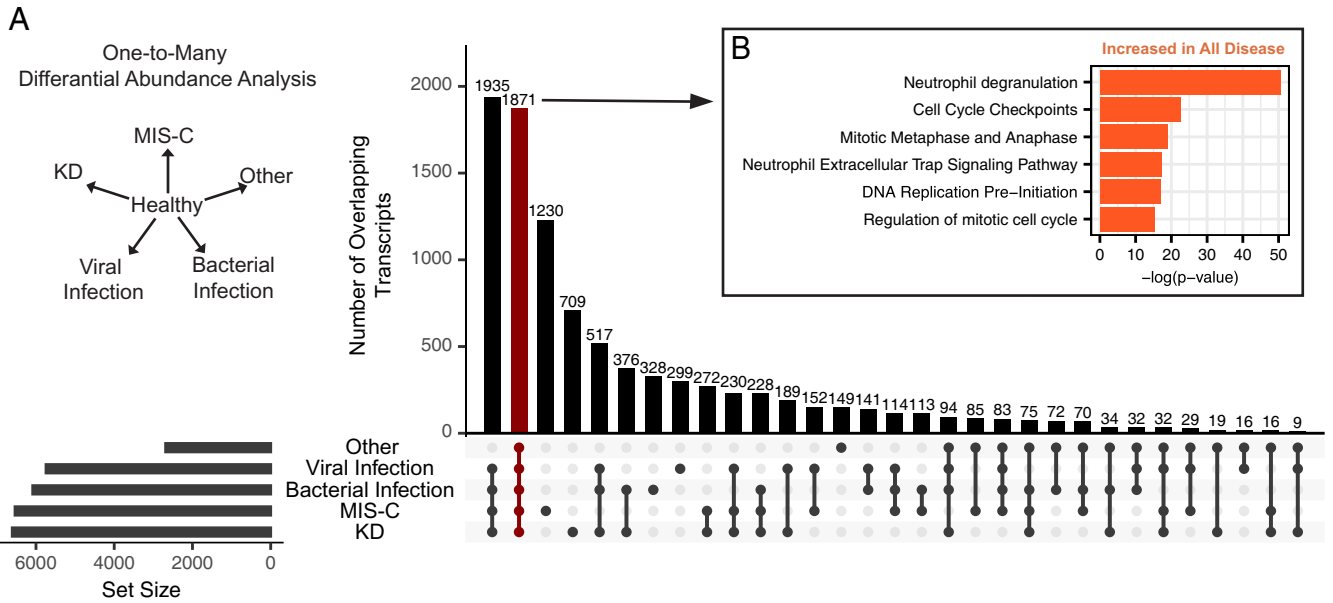 A
One-to-Many
Differantial Abundance Analysis
MIS-C
KD
Other
Healthy
Viral
Infection
Bacterial
Infection
Number of Overlapping
Transcripts
2000
1500
1000
500
0
1935
1871
1230
709
517
376
328
299
272
230
228
189
152
149
141
114
113
94
85
83
75
72
70
34
32
32
29
19
16
16
9
B
Increased in All Disease
Neutrophil degranulation
Cell Cycle Checkpoints
Mitotic Metaphase and Anaphase
Neutrophil Extracellular Trap Signaling Pathway
DNA Replication Pre−Initiation
Regulation of mitotic cell cycle
0 10 20 30 40 50
−log(p−value)
Other
Viral Infection
Bacterial Infection
MIS-C
KD
6000 4000 2000 0
Set Size